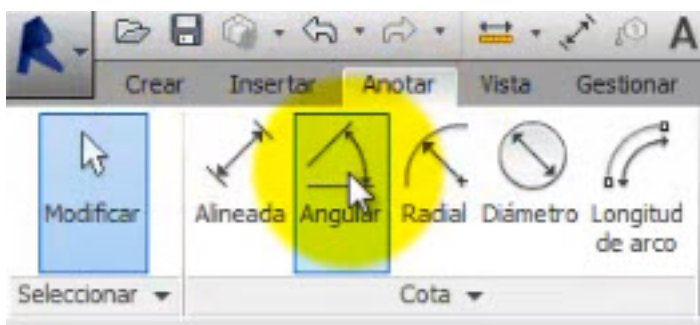 R
A
Crear Insertar Anotar Vista Gestionar
Modificar Alineada Angular Radial Diámetro Longitud
de arco
Seleccionar Cota